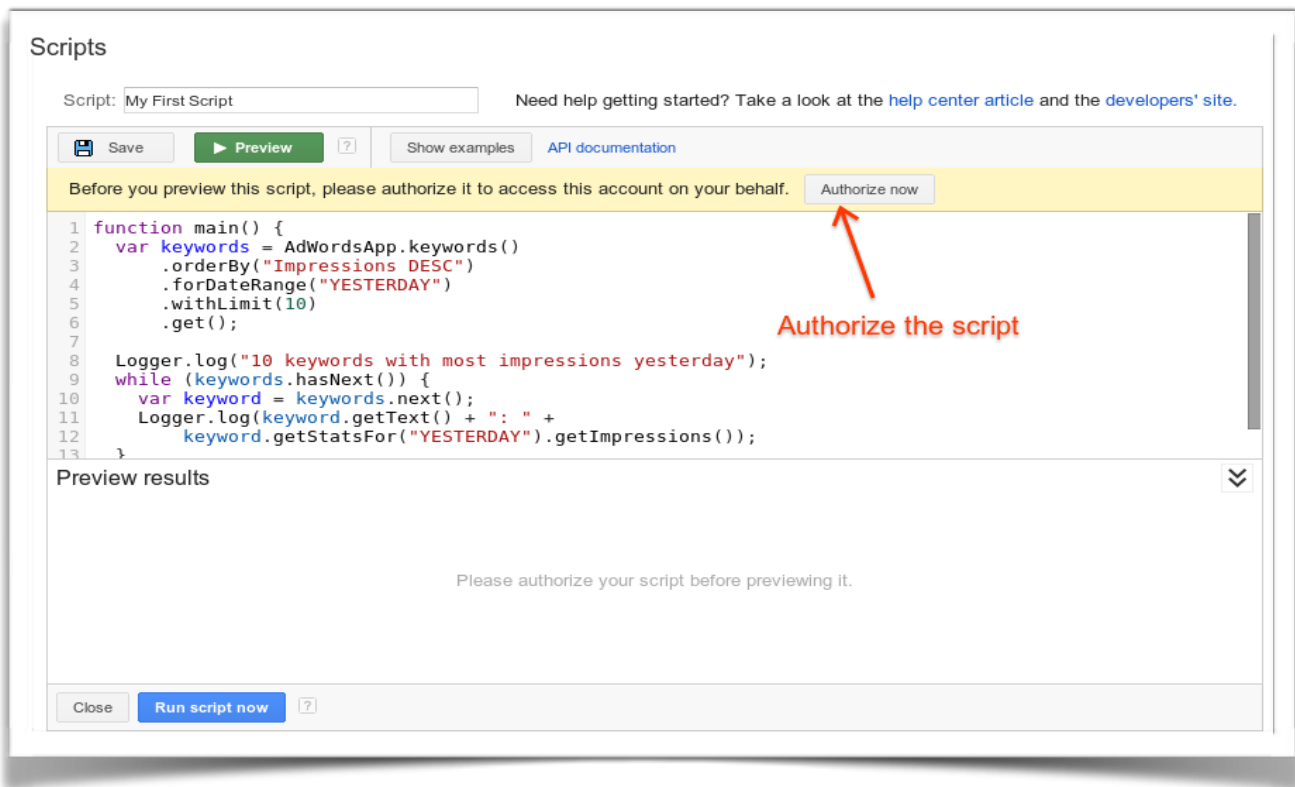 Scripts
Script: My First Script Need help getting started? Take a look at the help center article and the developers' site.
Save Preview ? Show examples API documentation
Before you preview this script, please authorize it to access this account on your behalf. Authorize now
1 function main() {
2   var keywords = AdWordsApp.keywords()
3       .orderBy("Impressions DESC")
4       .forDateRange("YESTERDAY")
5       .withLimit(10)
6       .get();
7
Authorize the script
8   Logger.log("10 keywords with most impressions yesterday");
9   while (keywords.hasNext()) {
10     var keyword = keywords.next();
11     Logger.log(keyword.getText() + ": " +
12         keyword.getStatsFor("YESTERDAY").getImpressions());
13   }
Preview results
Please authorize your script before previewing it.
Close Run script now ?